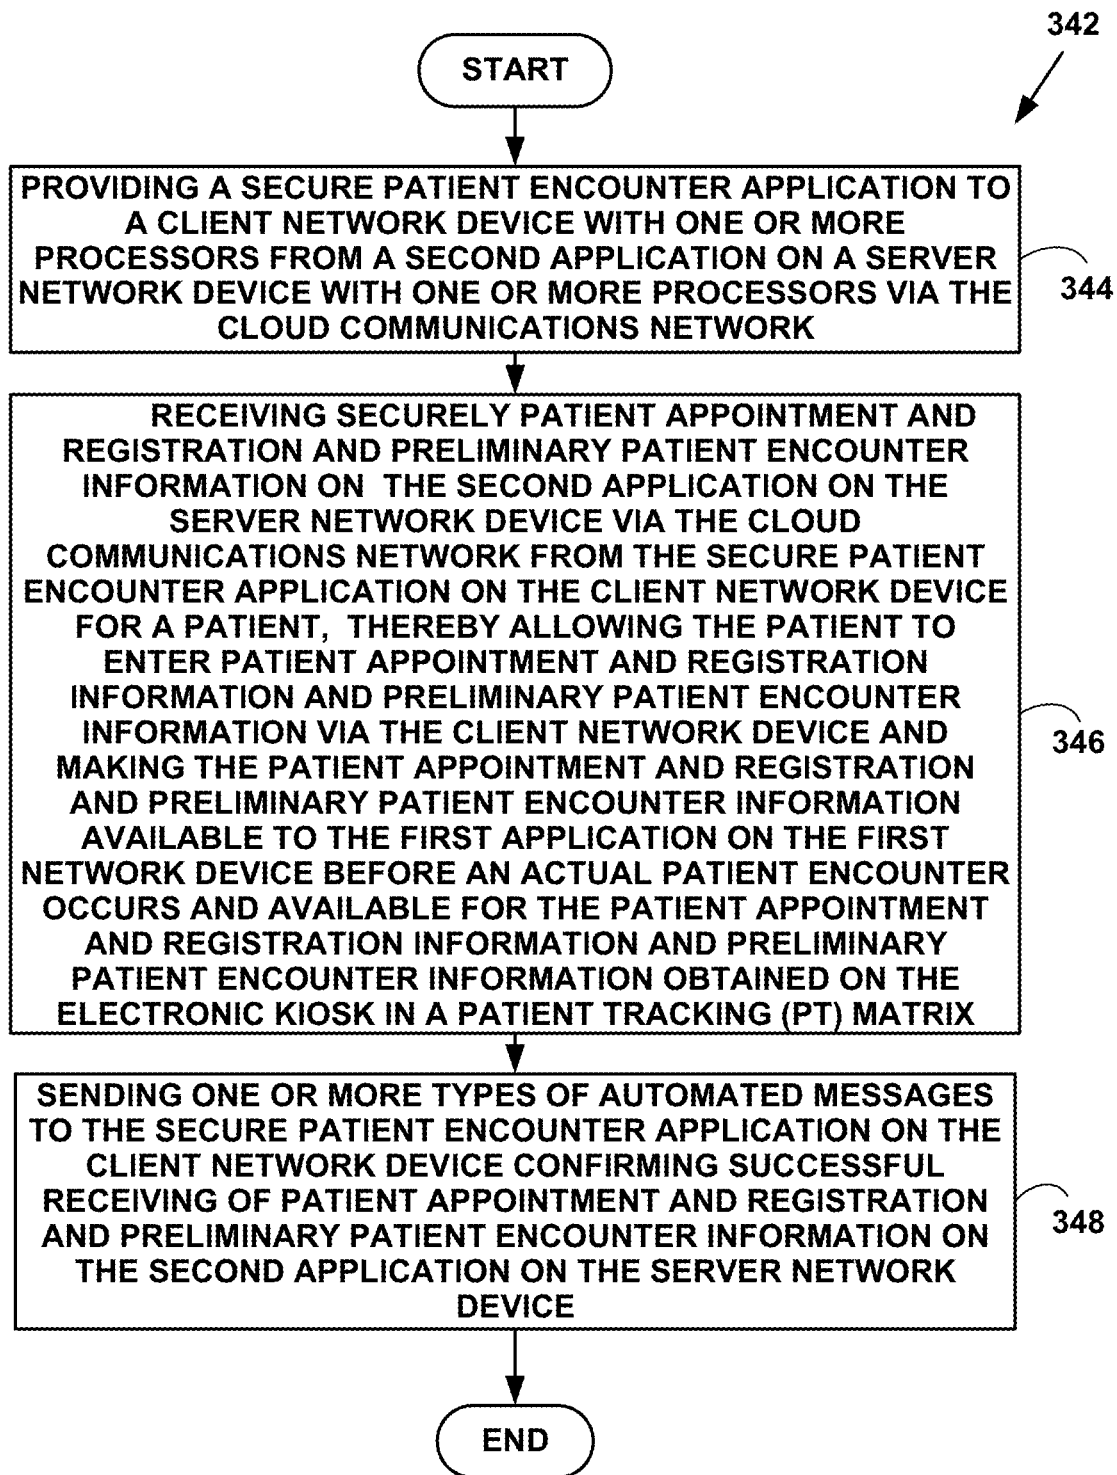 342
START
PROVIDING A SECURE PATIENT ENCOUNTER APPLICATION TO
A CLIENT NETWORK DEVICE WITH ONE OR MORE
PROCESSORS FROM A SECOND APPLICATION ON A SERVER
NETWORK DEVICE WITH ONE OR MORE PROCESSORS VIA THE
CLOUD COMMUNICATIONS NETWORK
344
RECEIVING SECURELY PATIENT APPOINTMENT AND
REGISTRATION AND PRELIMINARY PATIENT ENCOUNTER
INFORMATION ON THE SECOND APPLICATION ON THE
SERVER NETWORK DEVICE VIA THE CLOUD
COMMUNICATIONS NETWORK FROM THE SECURE PATIENT
ENCOUNTER APPLICATION ON THE CLIENT NETWORK DEVICE
FOR A PATIENT, THEREBY ALLOWING THE PATIENT TO
ENTER PATIENT APPOINTMENT AND REGISTRATION
INFORMATION AND PRELIMINARY PATIENT ENCOUNTER
INFORMATION VIA THE CLIENT NETWORK DEVICE AND
MAKING THE PATIENT APPOINTMENT AND REGISTRATION
AND PRELIMINARY PATIENT ENCOUNTER INFORMATION
AVAILABLE TO THE FIRST APPLICATION ON THE FIRST
NETWORK DEVICE BEFORE AN ACTUAL PATIENT ENCOUNTER
OCCURS AND AVAILABLE FOR THE PATIENT APPOINTMENT
AND REGISTRATION INFORMATION AND PRELIMINARY
PATIENT ENCOUNTER INFORMATION OBTAINED ON THE
ELECTRONIC KIOSK IN A PATIENT TRACKING (PT) MATRIX
346
SENDING ONE OR MORE TYPES OF AUTOMATED MESSAGES
TO THE SECURE PATIENT ENCOUNTER APPLICATION ON THE
CLIENT NETWORK DEVICE CONFIRMING SUCCESSFUL
RECEIVING OF PATIENT APPOINTMENT AND REGISTRATION
AND PRELIMINARY PATIENT ENCOUNTER INFORMATION ON
THE SECOND APPLICATION ON THE SERVER NETWORK
DEVICE
348
END